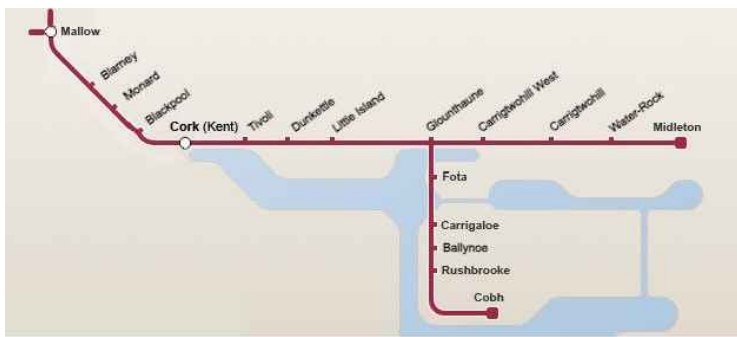 Mallow
Blarney
Monard
Blackpool
Cork (Kent)
Tivoli
Dunkettle
Little Island
Glounthaune
Carrigtwohill West
Carrigtwohill
Water-Rock
Midleton
Fota
Carrigaloe
Ballynoe
Rushbrooke
Cobh